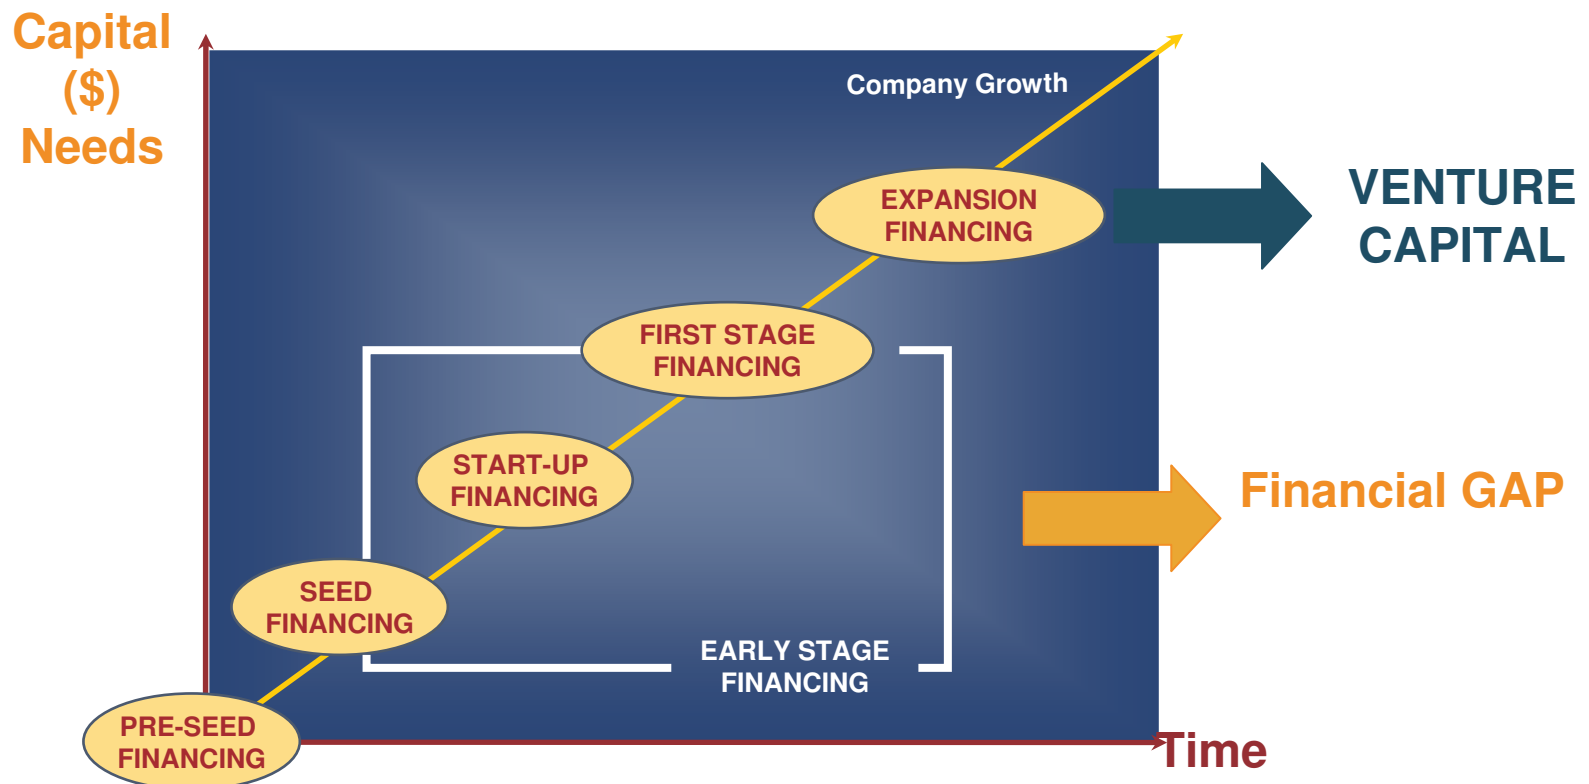 Capital
($)
Needs
Company Growth
EXPANSION
FINANCING
VENTURE
CAPITAL
FIRST STAGE
FINANCING
START-UP
FINANCING
Financial GAP
SEED
FINANCING
EARLY STAGE
FINANCING
PRE-SEED
FINANCING
Time